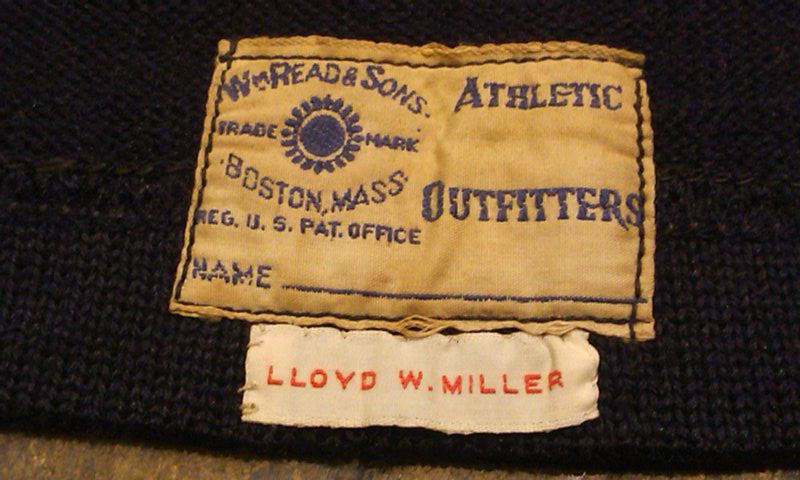 Wm READ & SONS.
TRADE MARK
·BOSTON, MASS·
REG. U. S. PAT. OFFICE
ATHLETIC
OUTFITTERS
NAME
LLOYD W. MILLER